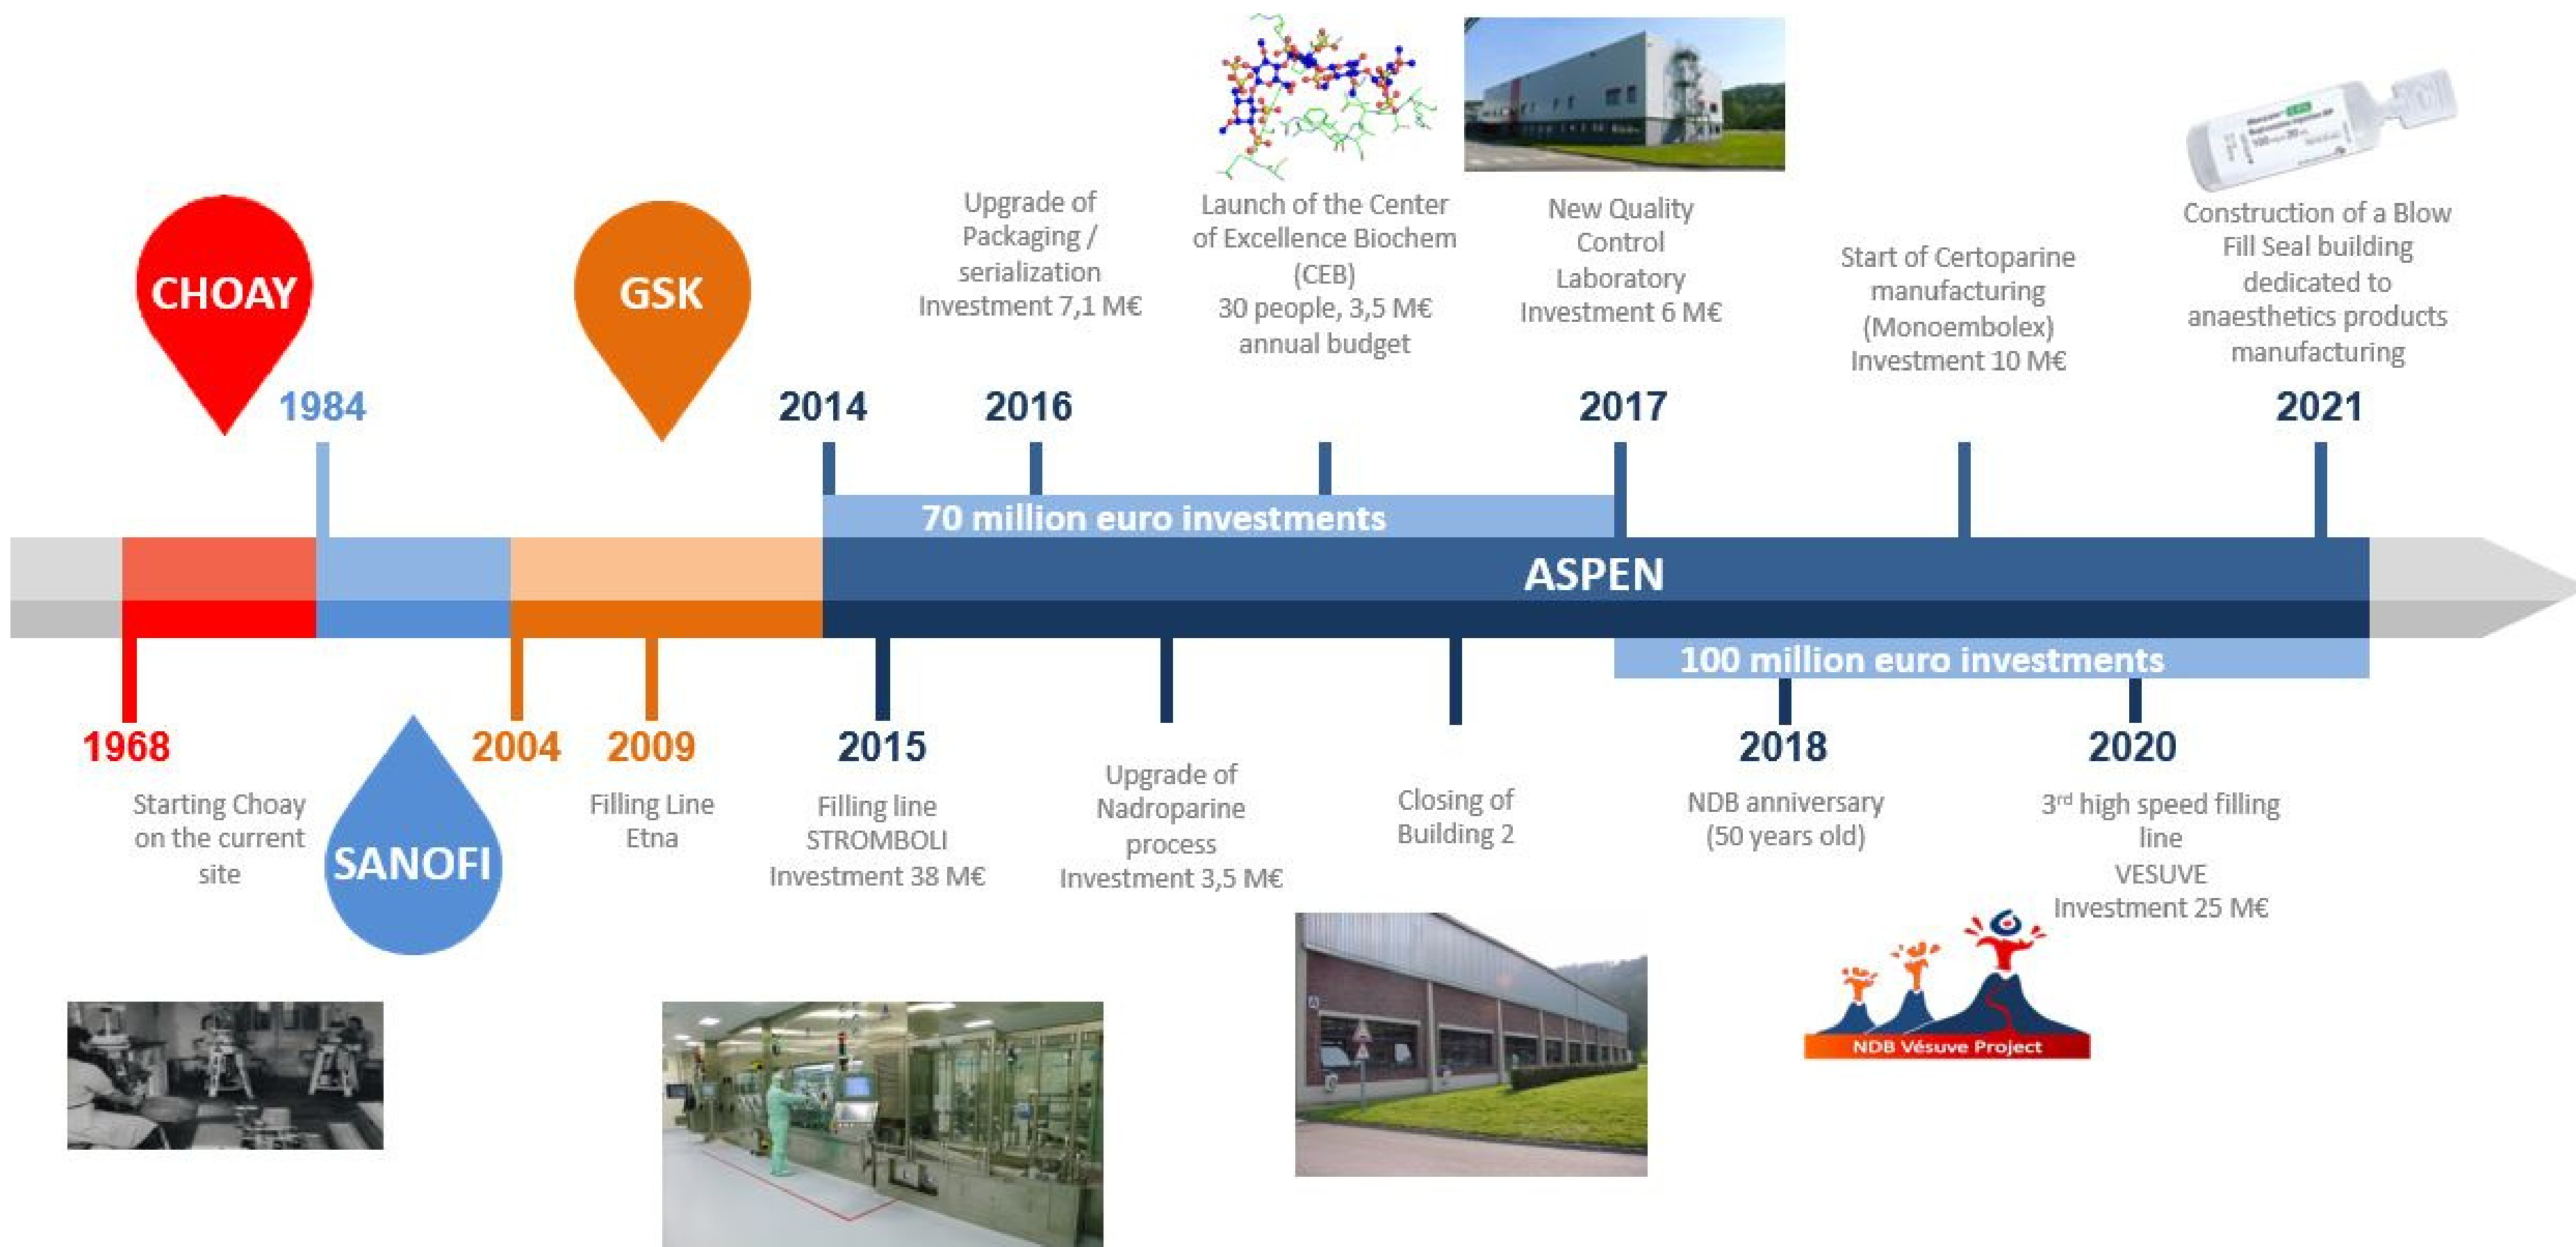 CHOAY
1984
GSK
2014
Upgrade of
Packaging /
serialization
Investment 7,1 M€
2016
Launch of the Center
of Excellence Biochem
(CEB)
30 people, 3,5 M€
annual budget
New Quality
Control
Laboratory
Investment 6 M€
2017
Start of Certoparine
manufacturing
(Monoembolex)
Investment 10 M€
Construction of a Blow
Fill Seal building
dedicated to
anaesthetics products
manufacturing
2021
70 million euro investments
ASPEN
100 million euro investments
1968
Starting Choay
on the current
site
SANOFI
2004
2009
Filling Line
Etna
2015
Filling line
STROMBOLI
Investment 38 M€
Upgrade of
Nadroparine
process
Investment 3,5 M€
Closing of
Building 2
2018
NDB anniversary
(50 years old)
2020
3rd high speed filling
line
VESUVE
Investment 25 M€
NDB Vésuve Project